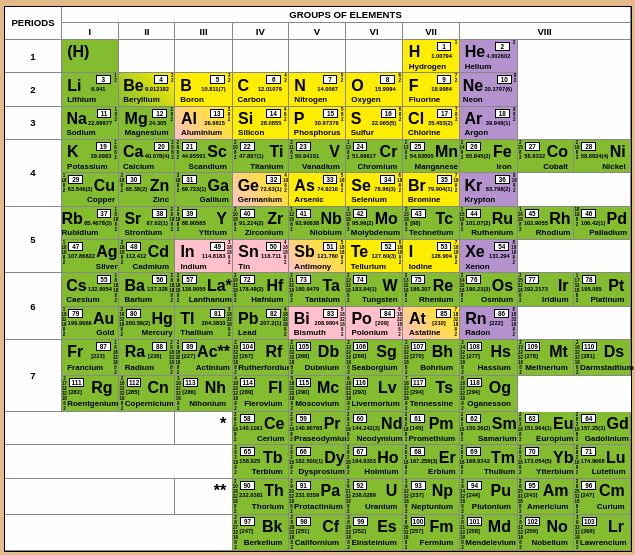 PERIODS GROUPS OF ELEMENTS
I II III IV V VI VII VIII
1 (H) H 1 1.00794 Hydrogen He 2 4.002602 Helium
2 Li 3 6.941 Lithium Be 4 9.012182 Beryllium B 5 10.811(7) Boron C 6 12.01079 Carbon N 7 14.0067 Nitrogen O 8 15.9994 Oxygen F 9 18.9984 Fluorine Ne 10 20.1797(6) Neon
3 Na 11 22.98977 Sodium Mg 12 24.305 Magnesium Al 13 26.9815 Aluminium Si 14 28.0855 Silicon P 15 30.97376 Phosphorus S 16 32.065(5) Sulfur Cl 17 35.453(2) Chlorine Ar 18 39.948(1) Argon
4 K 19 39.0983 Potassium Ca 20 40.078(4) Calcium 21 Sc 44.95591 Scandium 22 Ti 47.867(1) Titanium 23 V 50.94151 Vanadium 24 Cr 51.99617 Chromium 25 Mn 54.93805 Manganese 26 Fe 55.845(2) Iron 27 Co 58.9332 Cobalt 28 Ni 58.6934(4) Nickel
29 Cu 63.546(3) Copper 30 Zn 65.38(2) Zinc 31 Ga 69.723(1) Gallium Ge 32 72.63(1) Germanium As 33 74.9216 Arsenic Se 34 78.96(3) Selenium Br 35 79.904(1) Bromine Kr 36 83.798(2) Krypton
5 Rb 37 85.4678(3) Rubidium Sr 38 87.62(1) Strontium 39 Y 88.90585 Yttrium 40 Zr 91.224(2) Zirconium 41 Nb 92.90638 Niobium 42 Mo 95.96(2) Molybdenum 43 Tc [98] Technetium 44 Ru 101.07(2) Ruthenium 45 Rh 102.9055 Rhodium 46 Pd 106.42(1) Palladium
47 Ag 107.86822 Silver 48 Cd 112.412 Cadmium In 49 114.8183 Indium Sn 50 118.711 Tin Sb 51 121.760 Antimony Te 52 127.60(3) Tellurium I 53 126.904 Iodine Xe 54 131.294 Xenon
6 Cs 55 132.9054 Caesium Ba 56 137.328 Barium 57 La* 138.9055 Lanthanum 72 Hf 178.49(2) Hafnium 73 Ta 180.9479 Tantalum 74 W 183.84(1) Tungsten 75 Re 186.207 Rhenium 76 Os 190.23(3) Osmium 77 Ir 192.2173 Iridium 78 Pt 195.085 Platinum
79 Au 196.9666 Gold 80 Hg 200.59(2) Mercury 81 Tl 204.3833 Thallium Pb 82 207.2(1) Lead Bi 83 208.9804 Bismuth Po 84 [209] Polonium At 85 [210] Astatine Rn 86 [222] Radon
7 Fr 87 [223] Francium Ra 88 [226] Radium 89 Ac** [227] Actinium 104 Rf [267] Rutherfordium 105 Db [268] Dubnium 106 Sg [269] Seaborgium 107 Bh [270] Bohrium 108 Hs [277] Hassium 109 Mt [278] Meitnerium 110 Ds [281] Darmstadtium
111 Rg [282] Roentgenium 112 Cn [285] Copernicium 113 Nh [286] Nihonium 114 Fl [289] Flerovium 115 Mc [290] Moscovium 116 Lv [293] Livermorium 117 Ts [294] Tennessine 118 Og [294] Oganesson
* 58 Ce 140.1161 Cerium 59 Pr 140.90765 Praseodymium 60 Nd 144.242(3) Neodymium 61 Pm [145] Promethium 62 Sm 150.36(2) Samarium 63 Eu 151.964(1) Europium 64 Gd 157.25(3) Gadolinium
65 Tb 158.925 Terbium 66 Dy 162.500(1) Dysprosium 67 Ho 164.9303 Holmium 68 Er 167.259(3) Erbium 69 Tm 168.9342 Thulium 70 Yb 173.054(5) Ytterbium 71 Lu 174.9668 Lutetium
** 90 Th 232.0381 Thorium 91 Pa 231.0359 Protactinium 92 U 238.0289 Uranium 93 Np [237] Neptunium 94 Pu [244] Plutonium 95 Am [243] Americium 96 Cm [247] Curium
97 Bk [247] Berkelium 98 Cf [251] Californium 99 Es [252] Einsteinium 100 Fm [257] Fermium 101 Md [258] Mendelevium 102 No [259] Nobelium 103 Lr [266] Lawrencium